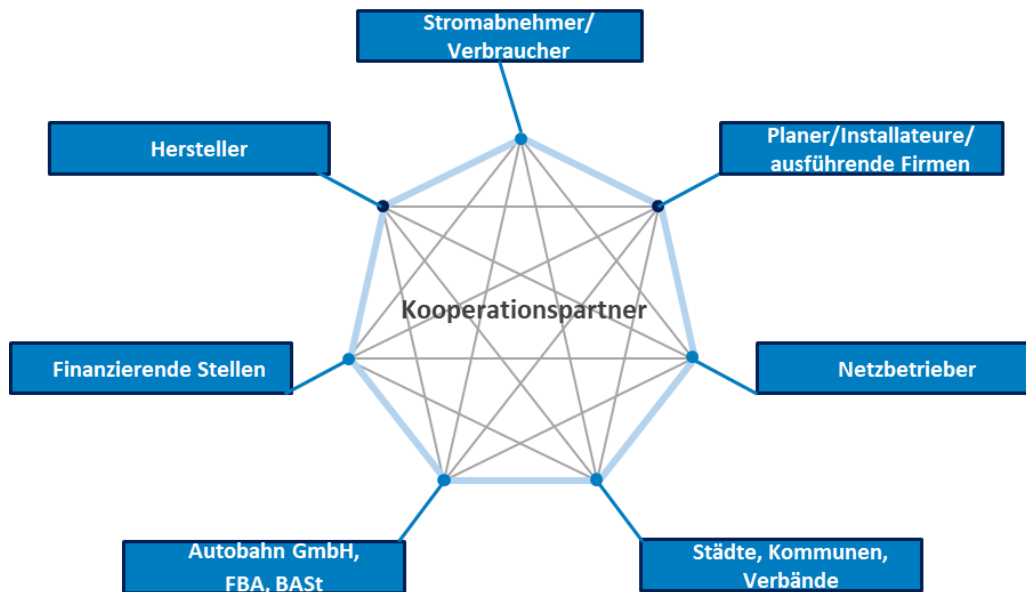 Stromabnehmer/
Verbraucher
Hersteller
Planer/Installateure/
ausführende Firmen
Kooperationspartner
Finanzierende Stellen
Netzbetrieber
Autobahn GmbH,
FBA, BASt
Städte, Kommunen,
Verbände